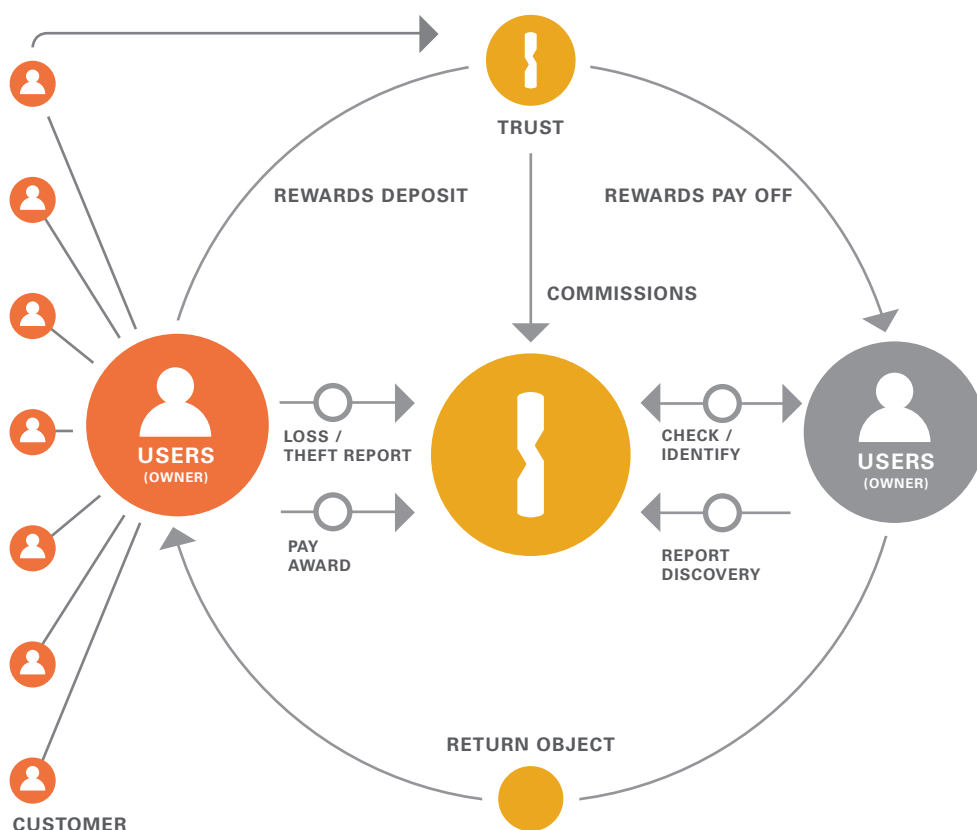 TRUST
REWARDS DEPOSIT
REWARDS PAY OFF
COMMISSIONS
USERS
(OWNER)
LOSS /
THEFT REPORT
PAY
AWARD
CHECK /
IDENTIFY
REPORT
DISCOVERY
USERS
(OWNER)
RETURN OBJECT
CUSTOMER